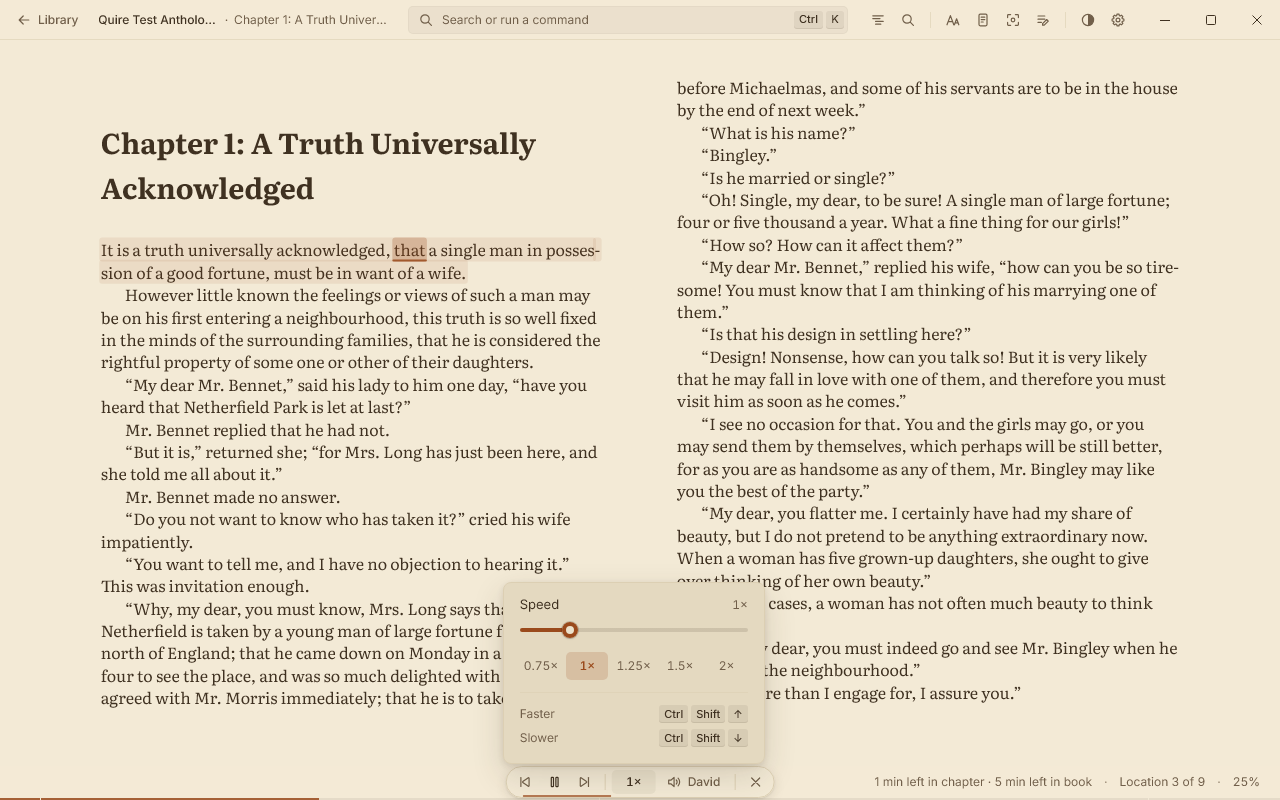 Library
Quire Test Antholo... · Chapter 1: A Truth Univer...
Search or run a command
Ctrl K
Chapter 1: A Truth Universally
Acknowledged
It is a truth universally acknowledged, that a single man in posses-
sion of a good fortune, must be in want of a wife.
However little known the feelings or views of such a man may
be on his first entering a neighbourhood, this truth is so well fixed
in the minds of the surrounding families, that he is considered the
rightful property of some one or other of their daughters.
“My dear Mr. Bennet,” said his lady to him one day, “have you
heard that Netherfield Park is let at last?”
Mr. Bennet replied that he had not.
“But it is,” returned she; “for Mrs. Long has just been here, and
she told me all about it.”
Mr. Bennet made no answer.
“Do you not want to know who has taken it?” cried his wife
impatiently.
“You want to tell me, and I have no objection to hearing it.”
This was invitation enough.
“Why, my dear, you must know, Mrs. Long says
Netherfield is taken by a young man of large fortune
north of England; that he came down on Monday in a
four to see the place, and was so much delighted with
agreed with Mr. Morris immediately; that he is to
before Michaelmas, and some of his servants are to be in the house
by the end of next week.”
“What is his name?”
“Bingley.”
“Is he married or single?”
“Oh! Single, my dear, to be sure! A single man of large fortune;
four or five thousand a year. What a fine thing for our girls!”
“How so? How can it affect them?”
“My dear Mr. Bennet,” replied his wife, “how can you be so tire-
some! You must know that I am thinking of his marrying one of
them.”
“Is that his design in settling here?”
“Design! Nonsense, how can you talk so! But it is very likely
that he may fall in love with one of them, and therefore you must
visit him as soon as he comes.”
“I see no occasion for that. You and the girls may go, or you
may send them by themselves, which perhaps will be still better,
for as you are as handsome as any of them, Mr. Bingley may like
you the best of the party.”
“My dear, you flatter me. I certainly have had my share of
beauty, but I do not pretend to be anything extraordinary now.
When a woman has five grown-up daughters, she ought to give
over thinking of her own beauty.”
cases, a woman has not often much beauty to think
dear, you must indeed go and see Mr. Bingley when he
the neighbourhood.”
than I engage for, I assure you.”
Speed 1×
0.75× 1× 1.25× 1.5× 2×
Faster Ctrl Shift ↑
Slower Ctrl Shift ↓
1× David
1 min left in chapter · 5 min left in book · Location 3 of 9 · 25%